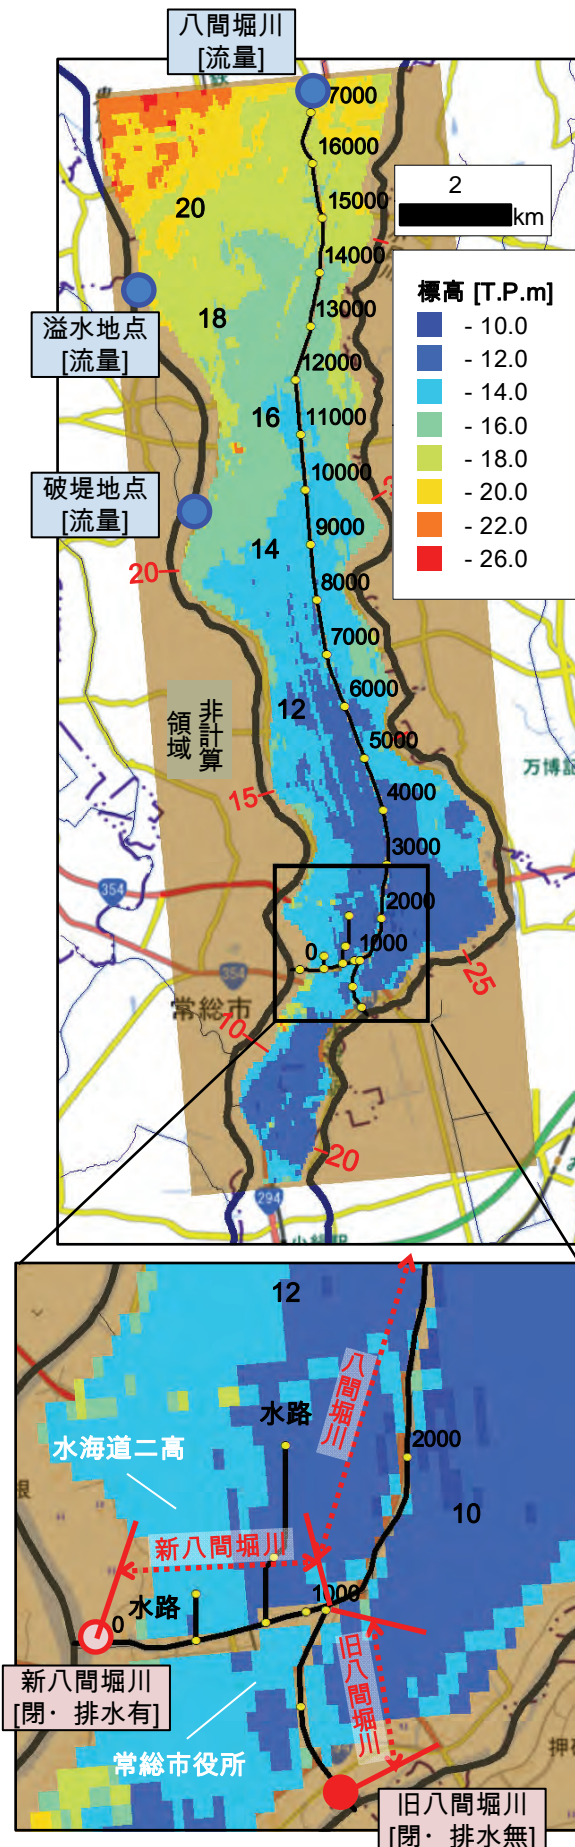 八間堀川
[流量]
7000
16000
2
km
15000
20
14000
標高 [T.P.m]
- 10.0
- 12.0
- 14.0
- 16.0
- 18.0
- 20.0
- 22.0
- 26.0
18
13000
溢水地点
[流量]
12000
16
11000
10000
破堤地点
[流量]
9000
14
20
8000
7000
12
6000
非計算
領域
5000
万博記
15
4000
3000
354
2000
0
1000
354
25
常総市
10
20
294
12
八間堀川
水路
2000
水海道二高
根
10
新八間堀川
水路
1000
0
旧八間堀川
新八間堀川
[閉・排水有]
常総市役所
押
旧八間堀川
[閉・排水無]